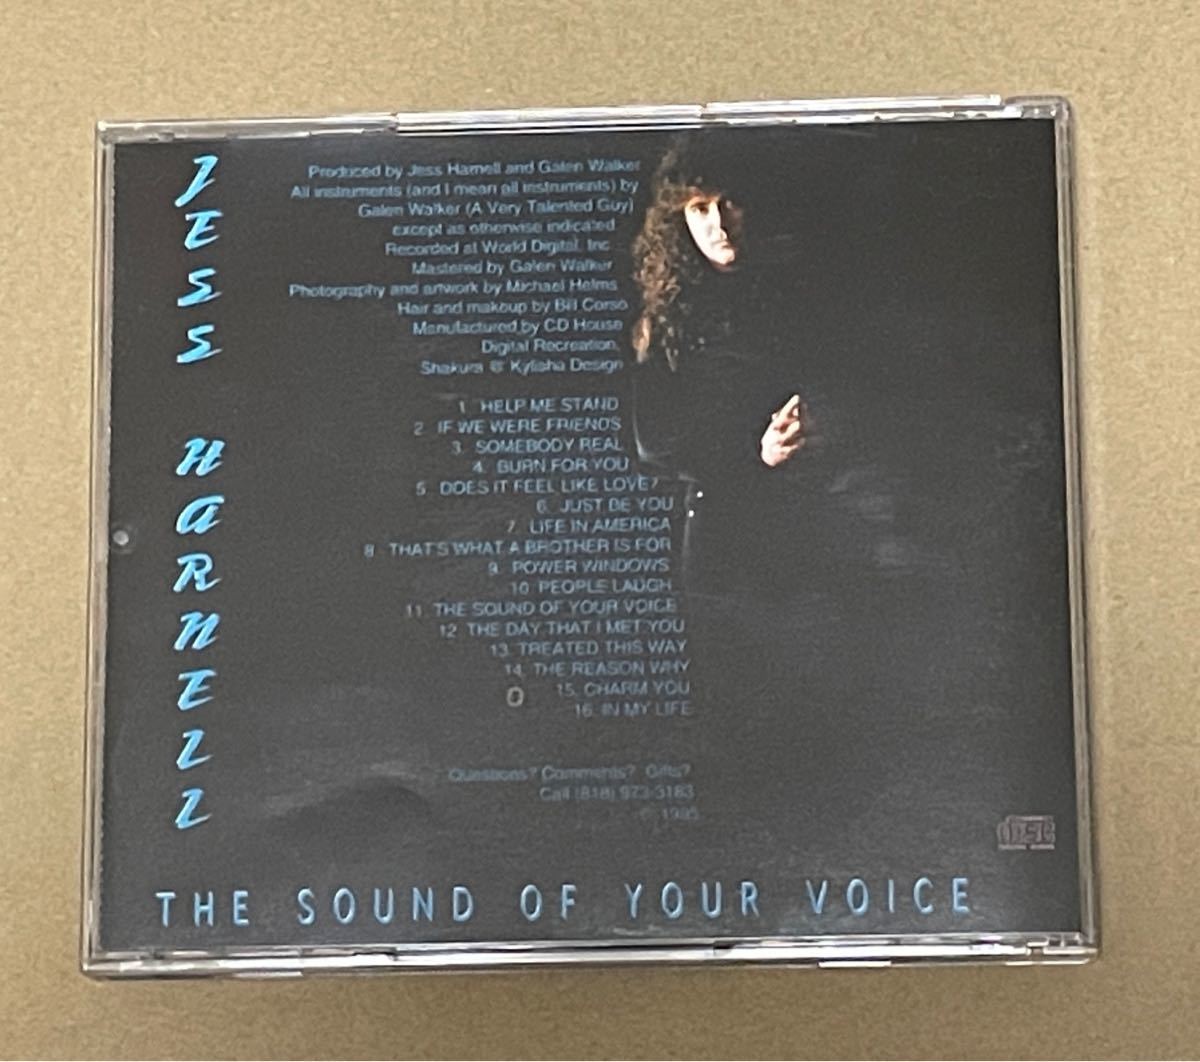 JESS HARNELL
Produced by Jess Harnell and Galen Walker
All instruments (and I mean all instruments) by
Galen Walker (A Very Talented Guy)
except as otherwise indicated
Recorded at World Digital, Inc
Mastered by Galen Walker
Photography and artwork by Michael Helms
Hair and makeup by Bill Corso
Manufactured by CD House
Digital Recreation
Shakura @ Kylisha Design
1. HELP ME STAND
2. IF WE WERE FRIENDS
3. SOMEBODY REAL
4. BURN FOR YOU
5. DOES IT FEEL LIKE LOVE?
6. JUST BE YOU
7. LIFE IN AMERICA
8. THAT'S WHAT A BROTHER IS FOR
9. POWER WINDOWS
10. PEOPLE LAUGH
11. THE SOUND OF YOUR VOICE
12. THE DAY THAT I MET YOU
13. TREATED THIS WAY
14. THE REASON WHY
15. CHARM YOU
16. IN MY LIFE
Questions? Comments? Gifts?
Call (818) 973-3183
© 1995
DISC
THE SOUND OF YOUR VOICE